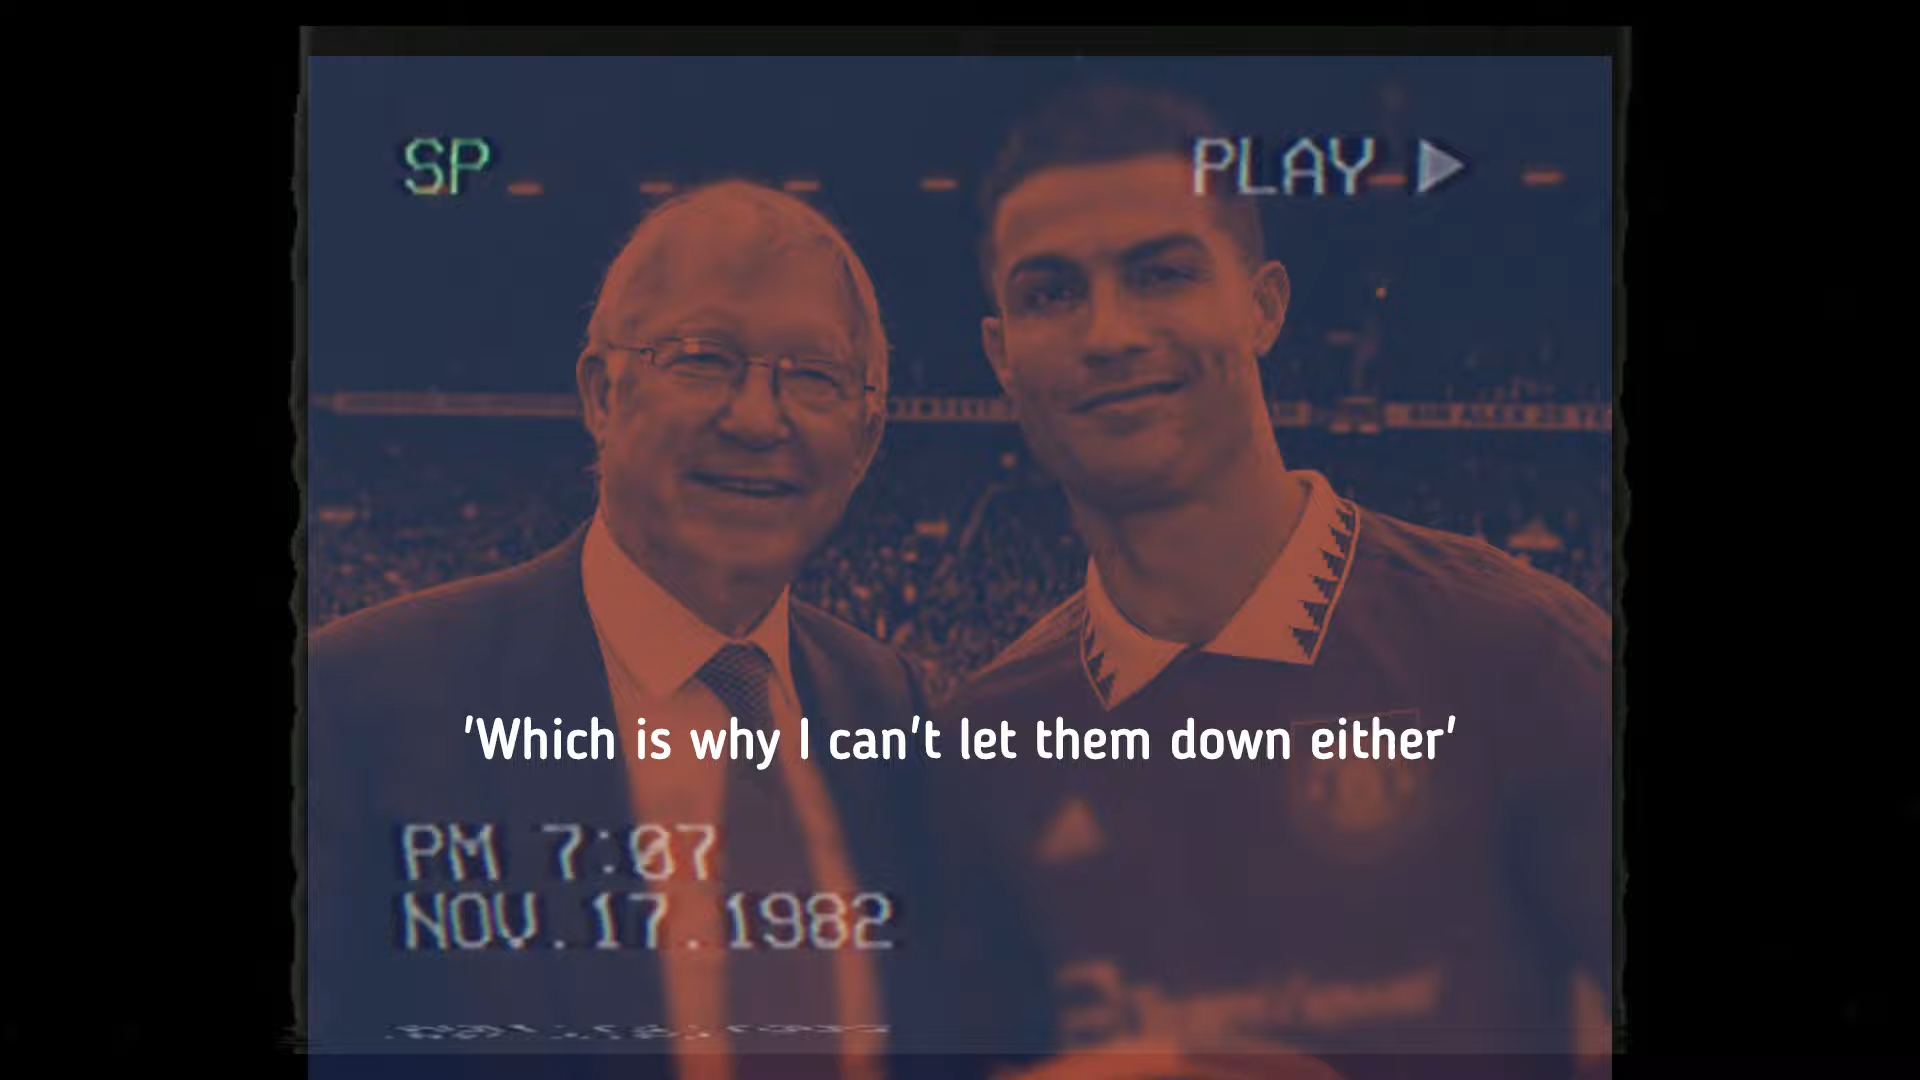 SP
PLAY
'Which is why I can't let them down either'
PM 7:07
NOV.17.1982